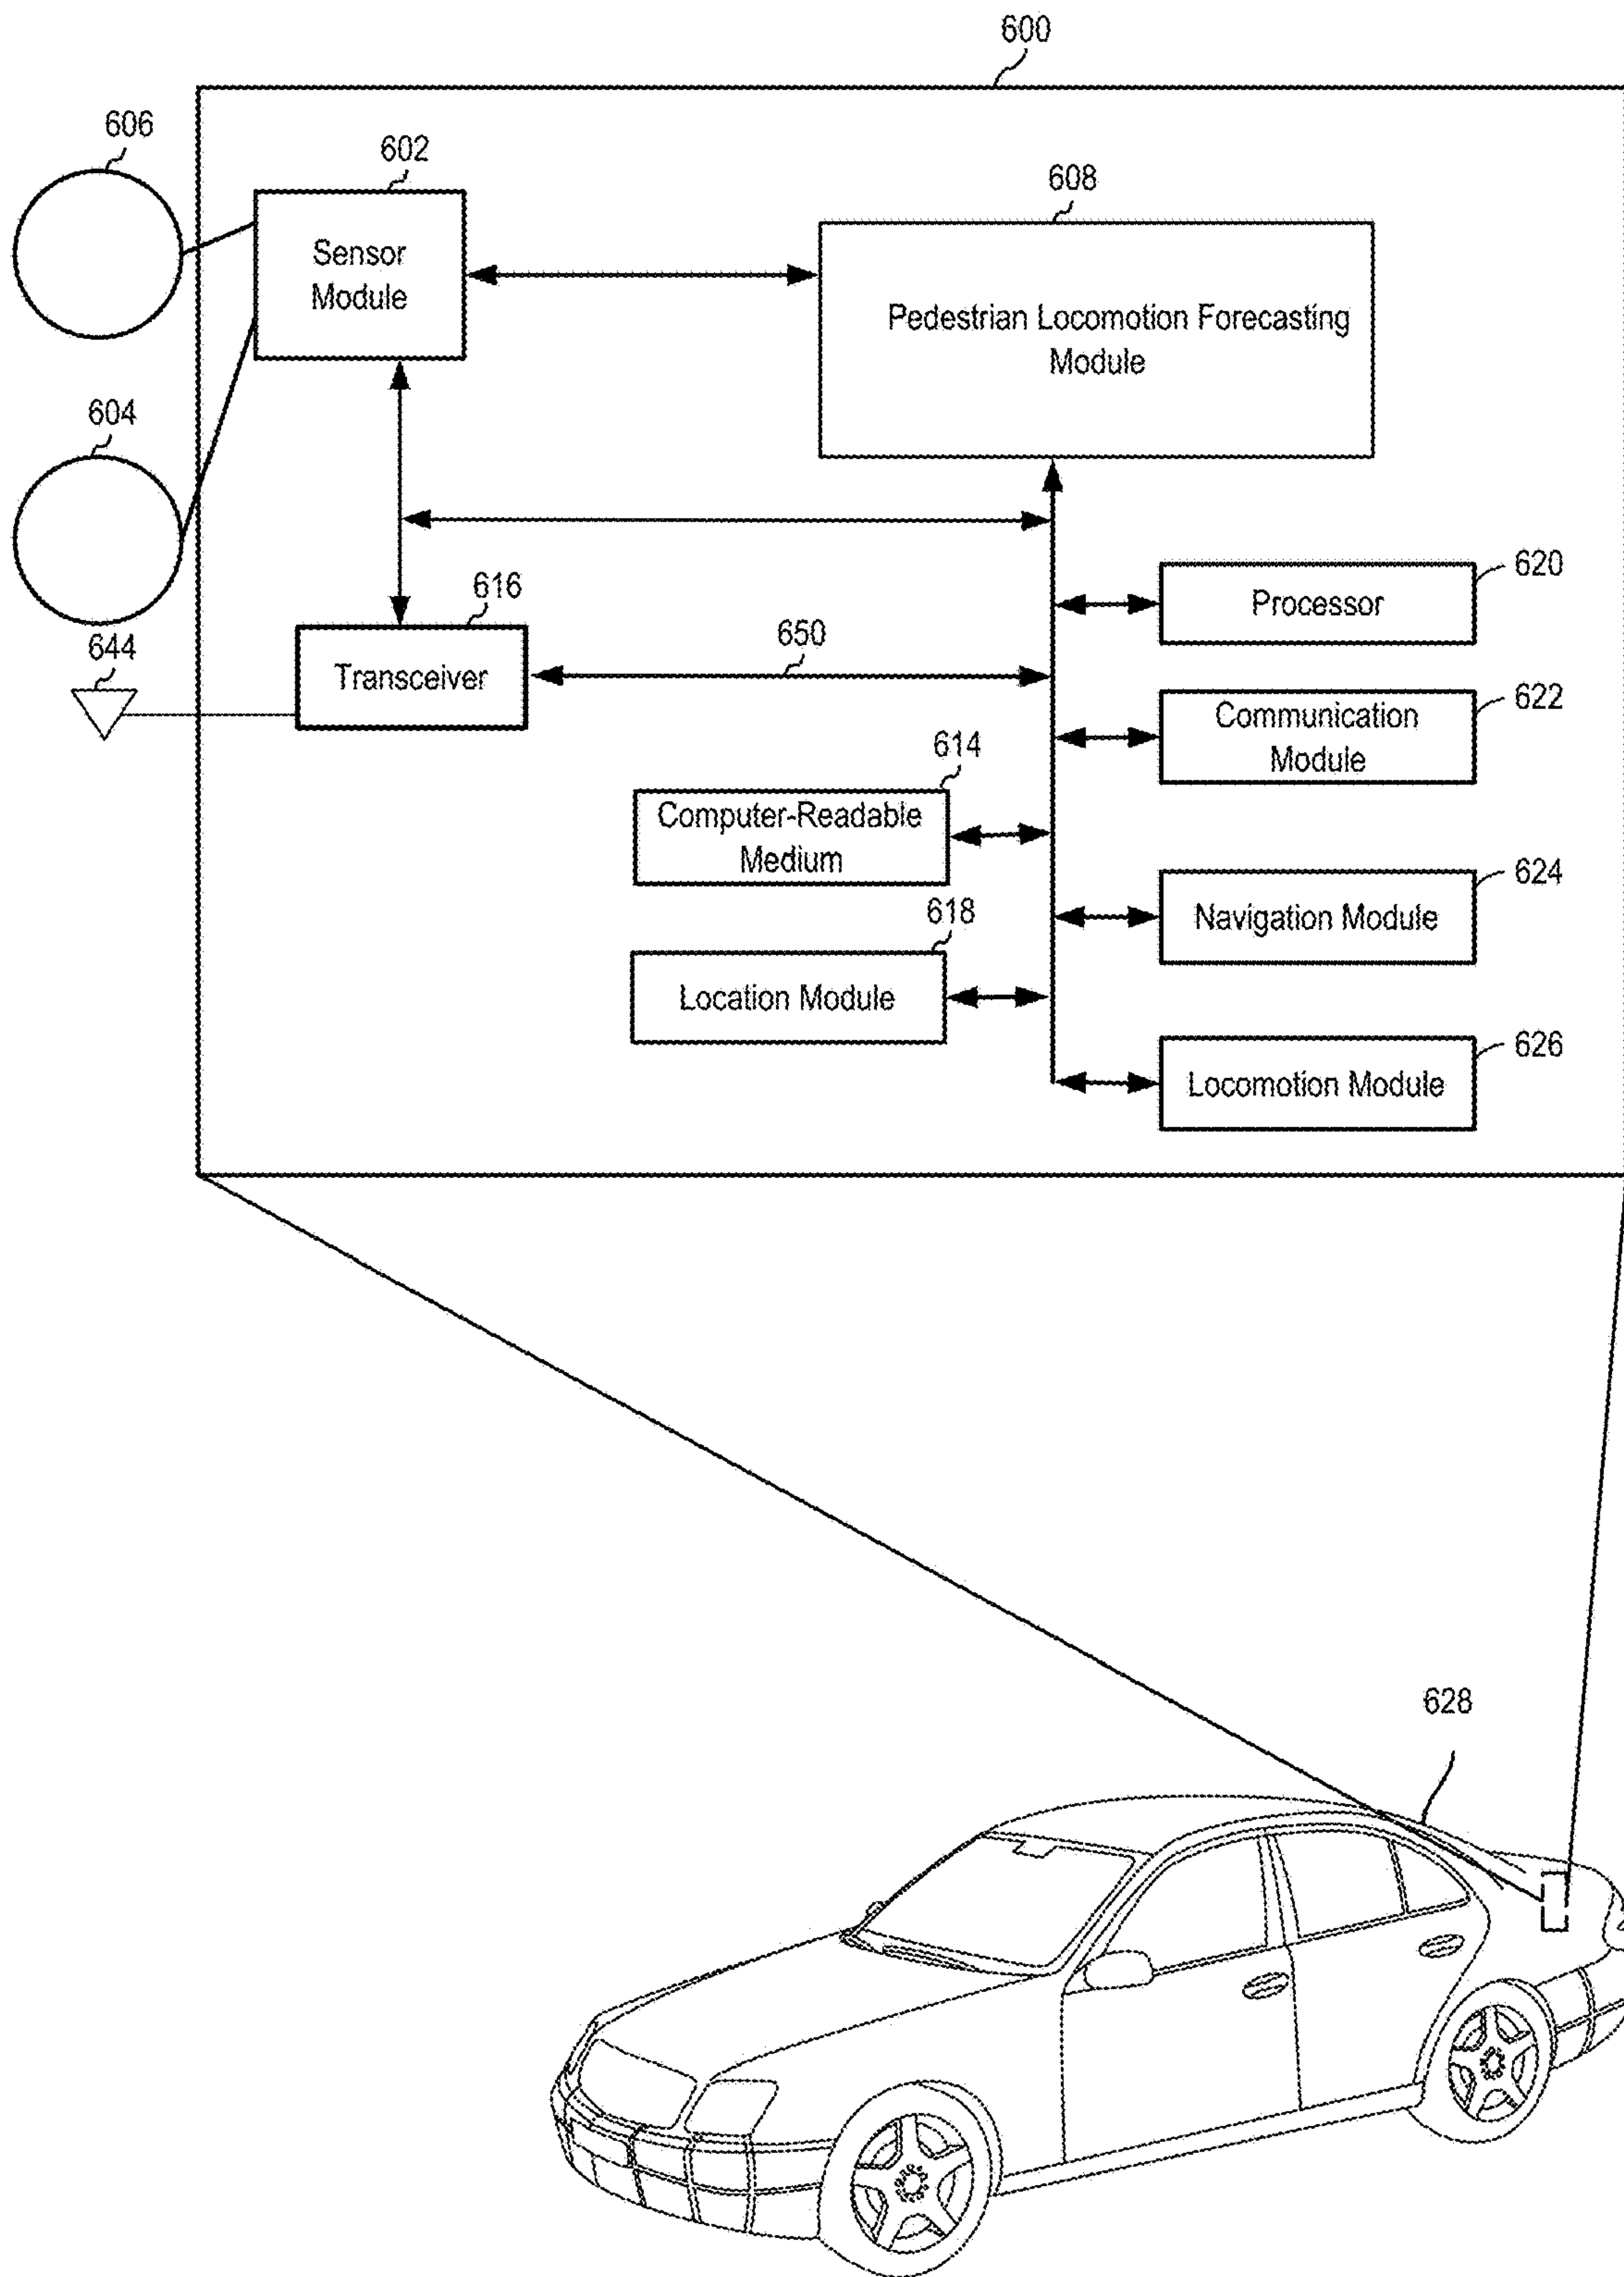 600
606
602
608
Sensor
Module
Pedestrian Locomotion Forecasting
Module
604
616
650
620
Processor
644
Transceiver
622
Communication
Module
614
Computer-Readable
Medium
624
Navigation Module
618
Location Module
626
Locomotion Module
628